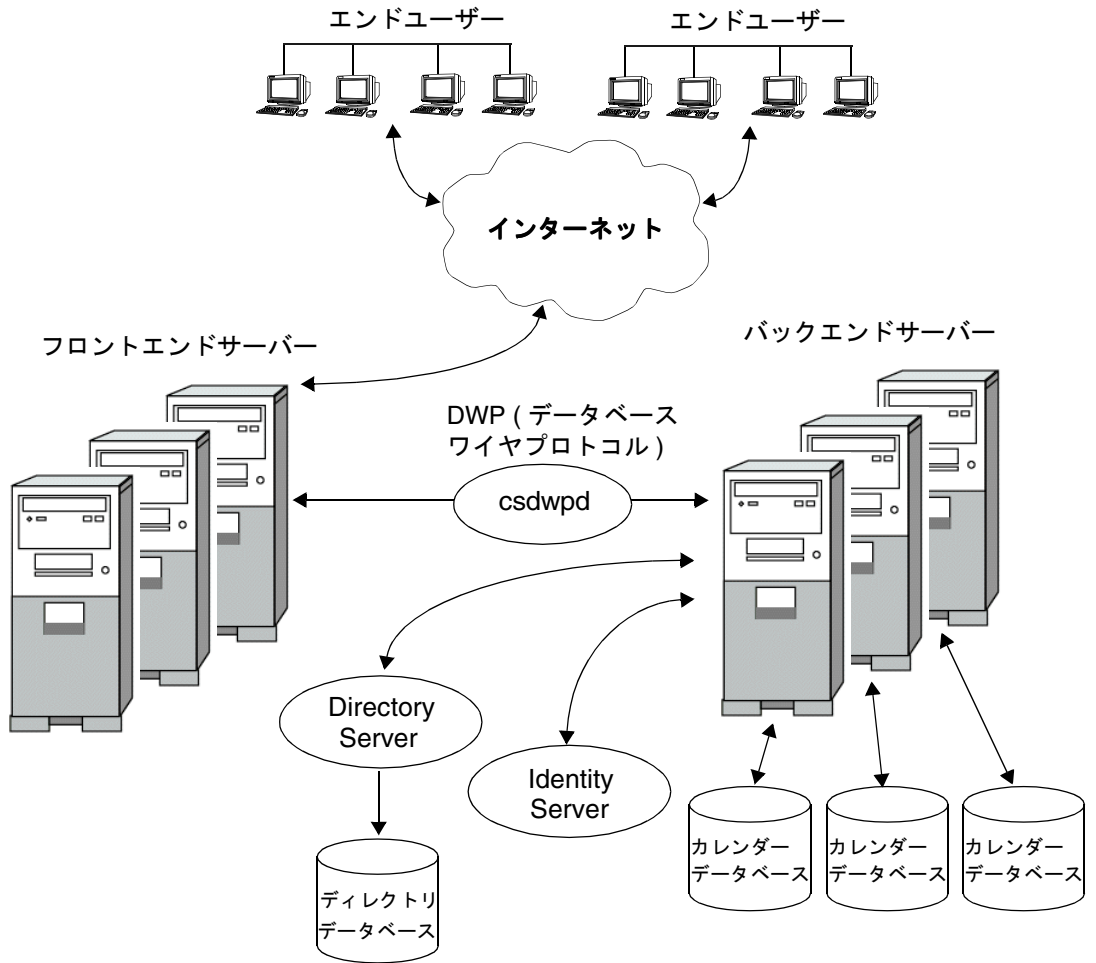 エンドユーザー
エンドユーザー
インターネット
フロントエンドサーバー
バックエンドサーバー
DWP ( データベース
ワイヤプロトコル )
csdwpd
Directory
Server
Identity
Server
カレンダー
データベース
カレンダー
データベース
カレンダー
データベース
ディレクトリ
データベース